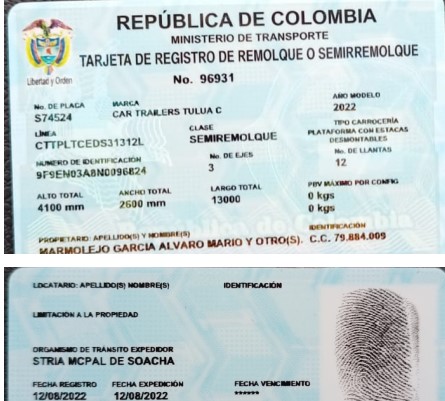 REPÚBLICA DE COLOMBIA
MINISTERIO DE TRANSPORTE
TARJETA DE REGISTRO DE REMOLQUE O SEMIRREMOLQUE
Libertad y Orden
No. 96931
No. DE PLACA MARCA AÑO MODELO
S74524 CAR TRAILERS TULUA C 2022
LÍNEA CLASE TIPO CARROCERÍA
CTTPLTCEDS31312L SEMIREMOLQUE PLATAFORMA CON ESTACAS DESMONTABLES
NUMERO DE IDENTIFICACIÓN No. DE EJES No. DE LLANTAS
9F9EN03A8N0096824 3 12
ALTO TOTAL ANCHO TOTAL LARGO TOTAL PBV MÁXIMO POR CONFIG
4100 mm 2600 mm 13000 0 kgs
0 kgs
PROPIETARIO: APELLIDO(S) Y NOMBRE(S) IDENTIFICACIÓN
MARMOLEJO GARCIA ALVARO MARIO Y OTRO(S). C.C. 79.884.009
LOCATARIO: APELLIDO(S) NOMBRE(S) IDENTIFICACIÓN
LIMITACIÓN A LA PROPIEDAD
ORGANISMO DE TRÁNSITO EXPEDIDOR
STRIA MCPAL DE SOACHA
FECHA REGISTRO FECHA EXPEDICIÓN FECHA VENCIMIENTO
12/08/2022 12/08/2022 ******